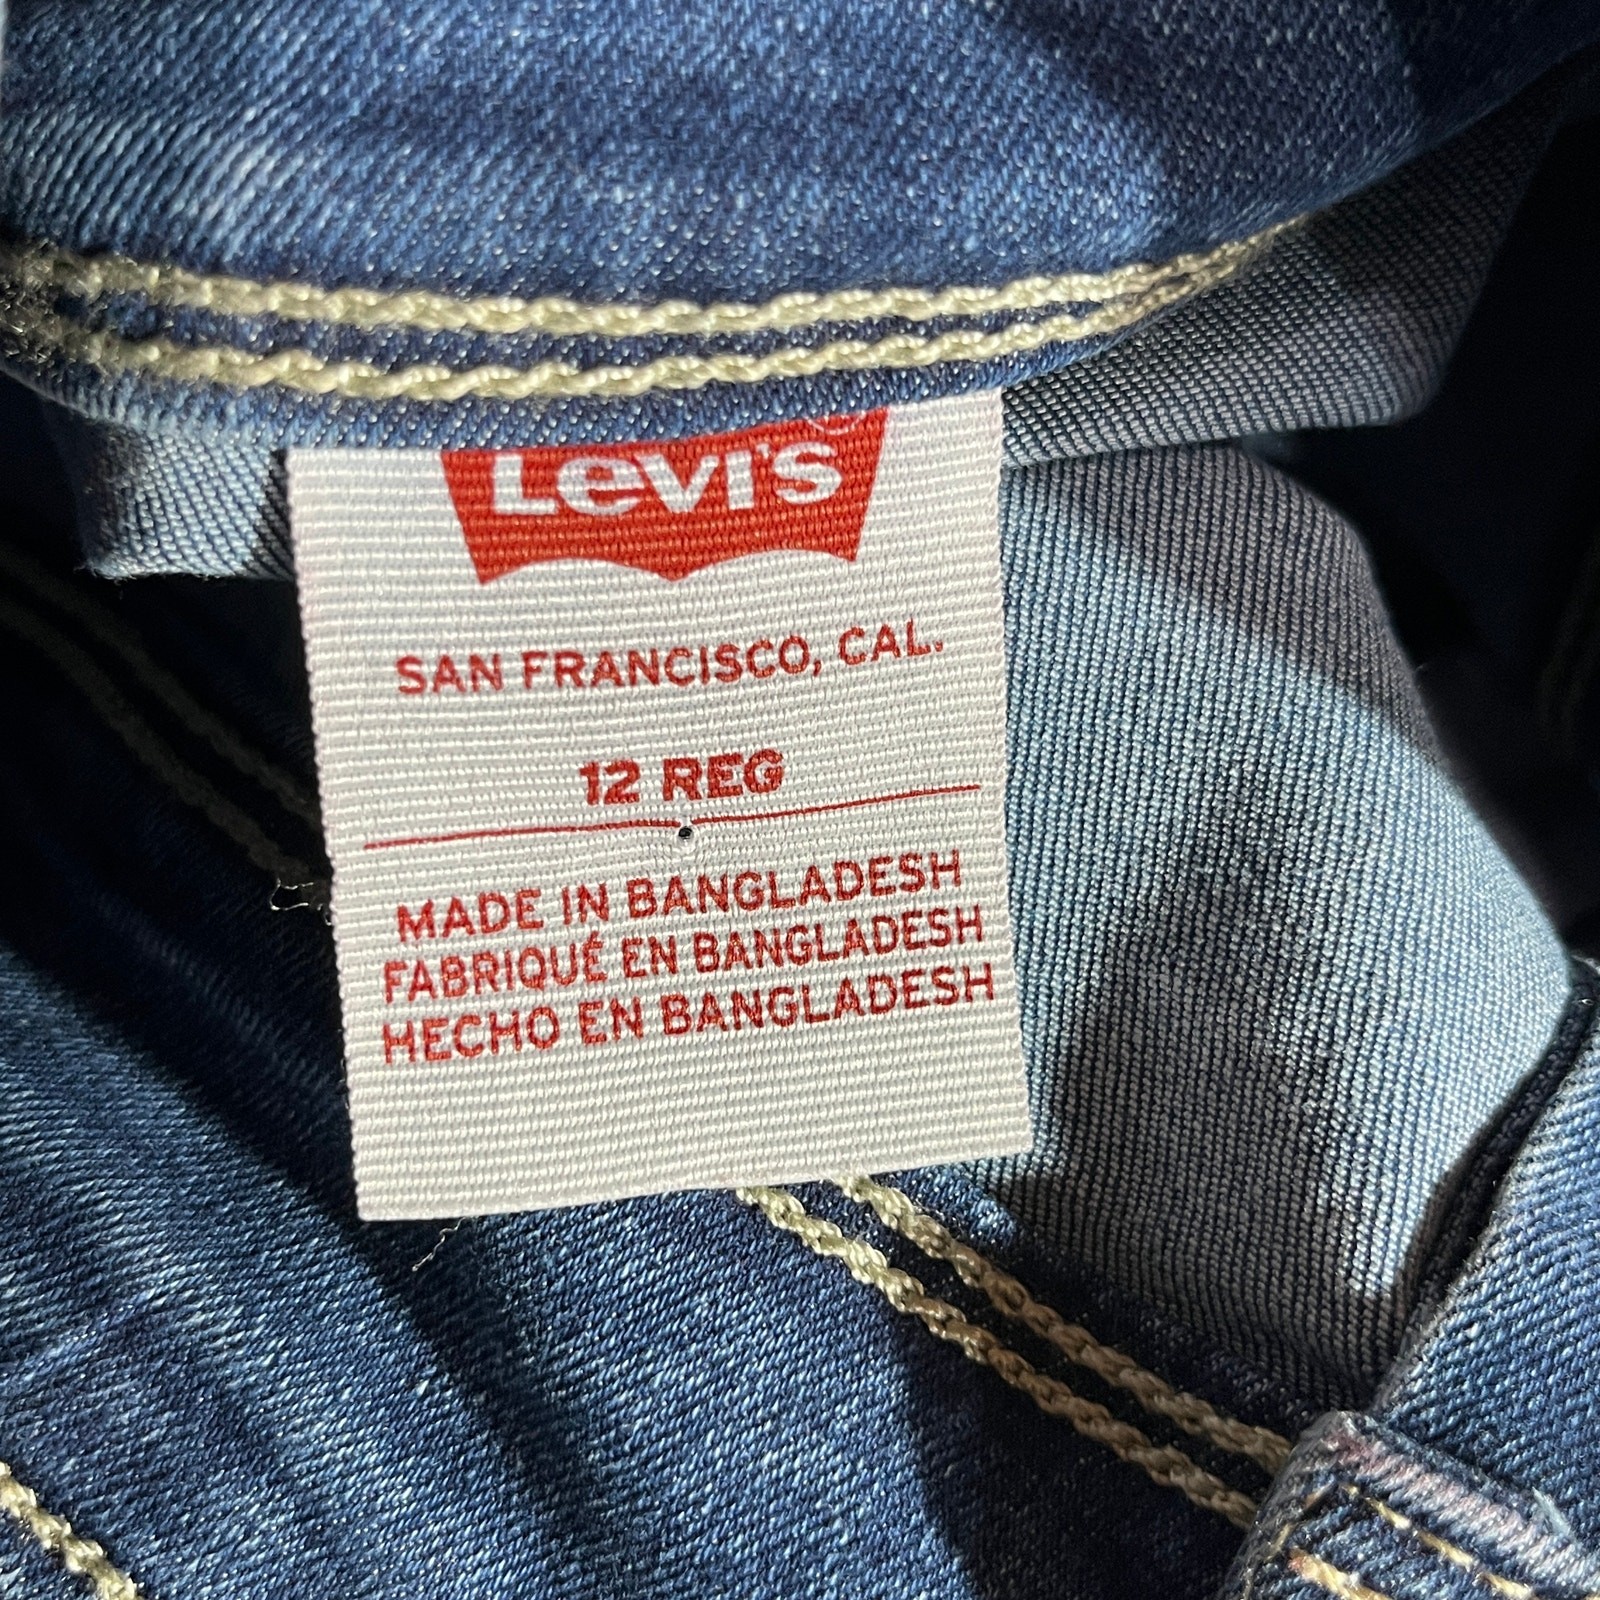 Levi's
SAN FRANCISCO, CAL.
12 REG
MADE IN BANGLADESH
FABRIQUÉ EN BANGLADESH
HECHO EN BANGLADESH